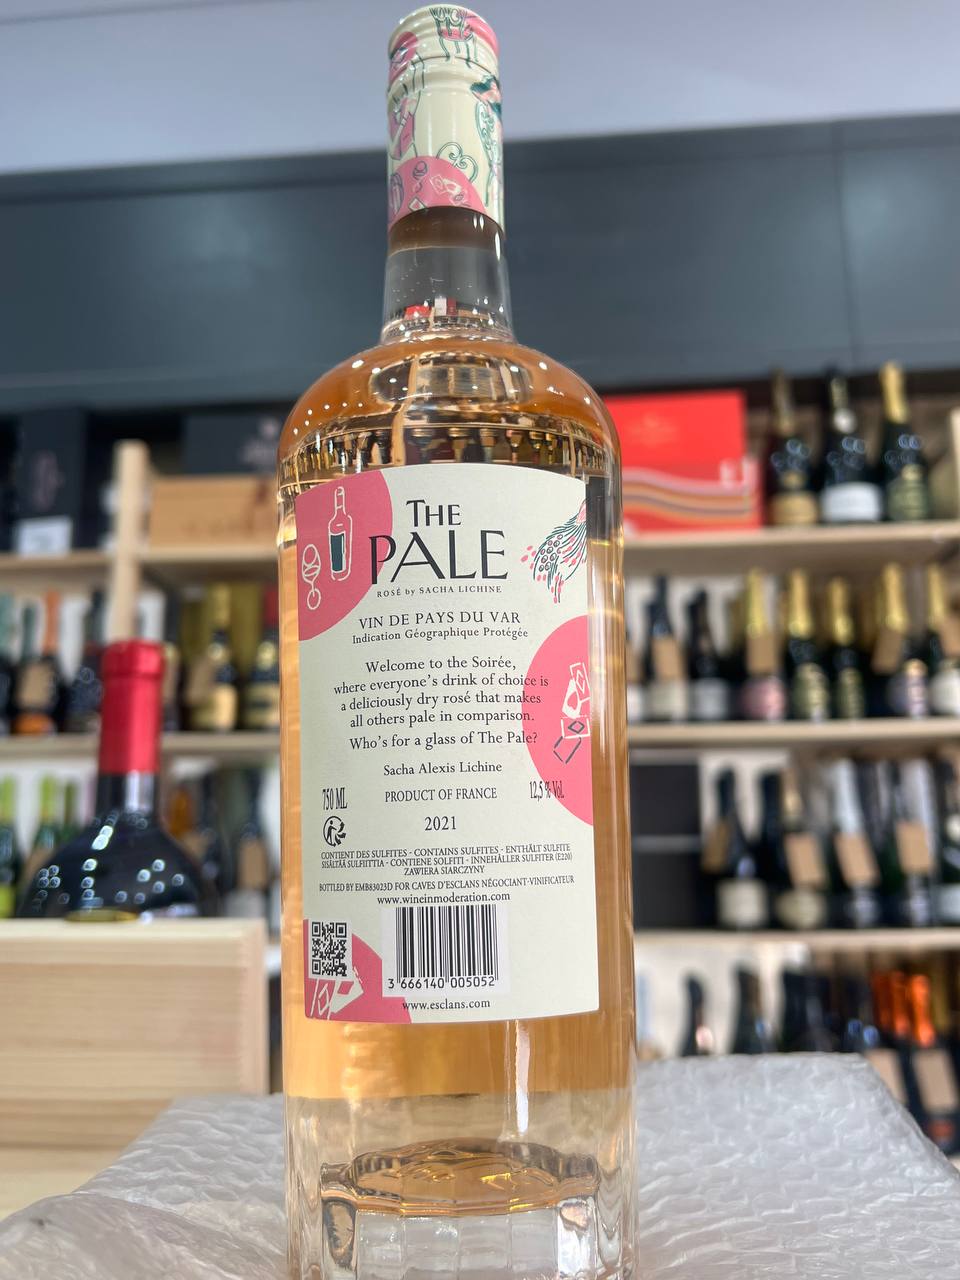 THE
PALE
ROSÉ by SACHA LICHINE
VIN DE PAYS DU VAR
Indication Géographique Protégée
Welcome to the Soirée,
where everyone's drink of choice is
a deliciously dry rosé that makes
all others pale in comparison.
Who's for a glass of The Pale?
Sacha Alexis Lichine
750 ML PRODUCT OF FRANCE 12,5 % Vol.
2021
CONTIENT DES SULFITES - CONTAINS SULFITES - ENTHÄLT SULFITE
SISÄLTÄÄ SULFIITTIA - CONTIENE SOLFITI - INNEHÅLLER SULFITER (E220)
ZAWIERA SIARCZYNY
BOTTLED BY EMB83023D FOR CAVES D'ESCLANS NÉGOCIANT-VINIFICATEUR
www.wineinmoderation.com
3 666140 005052
www.esclans.com